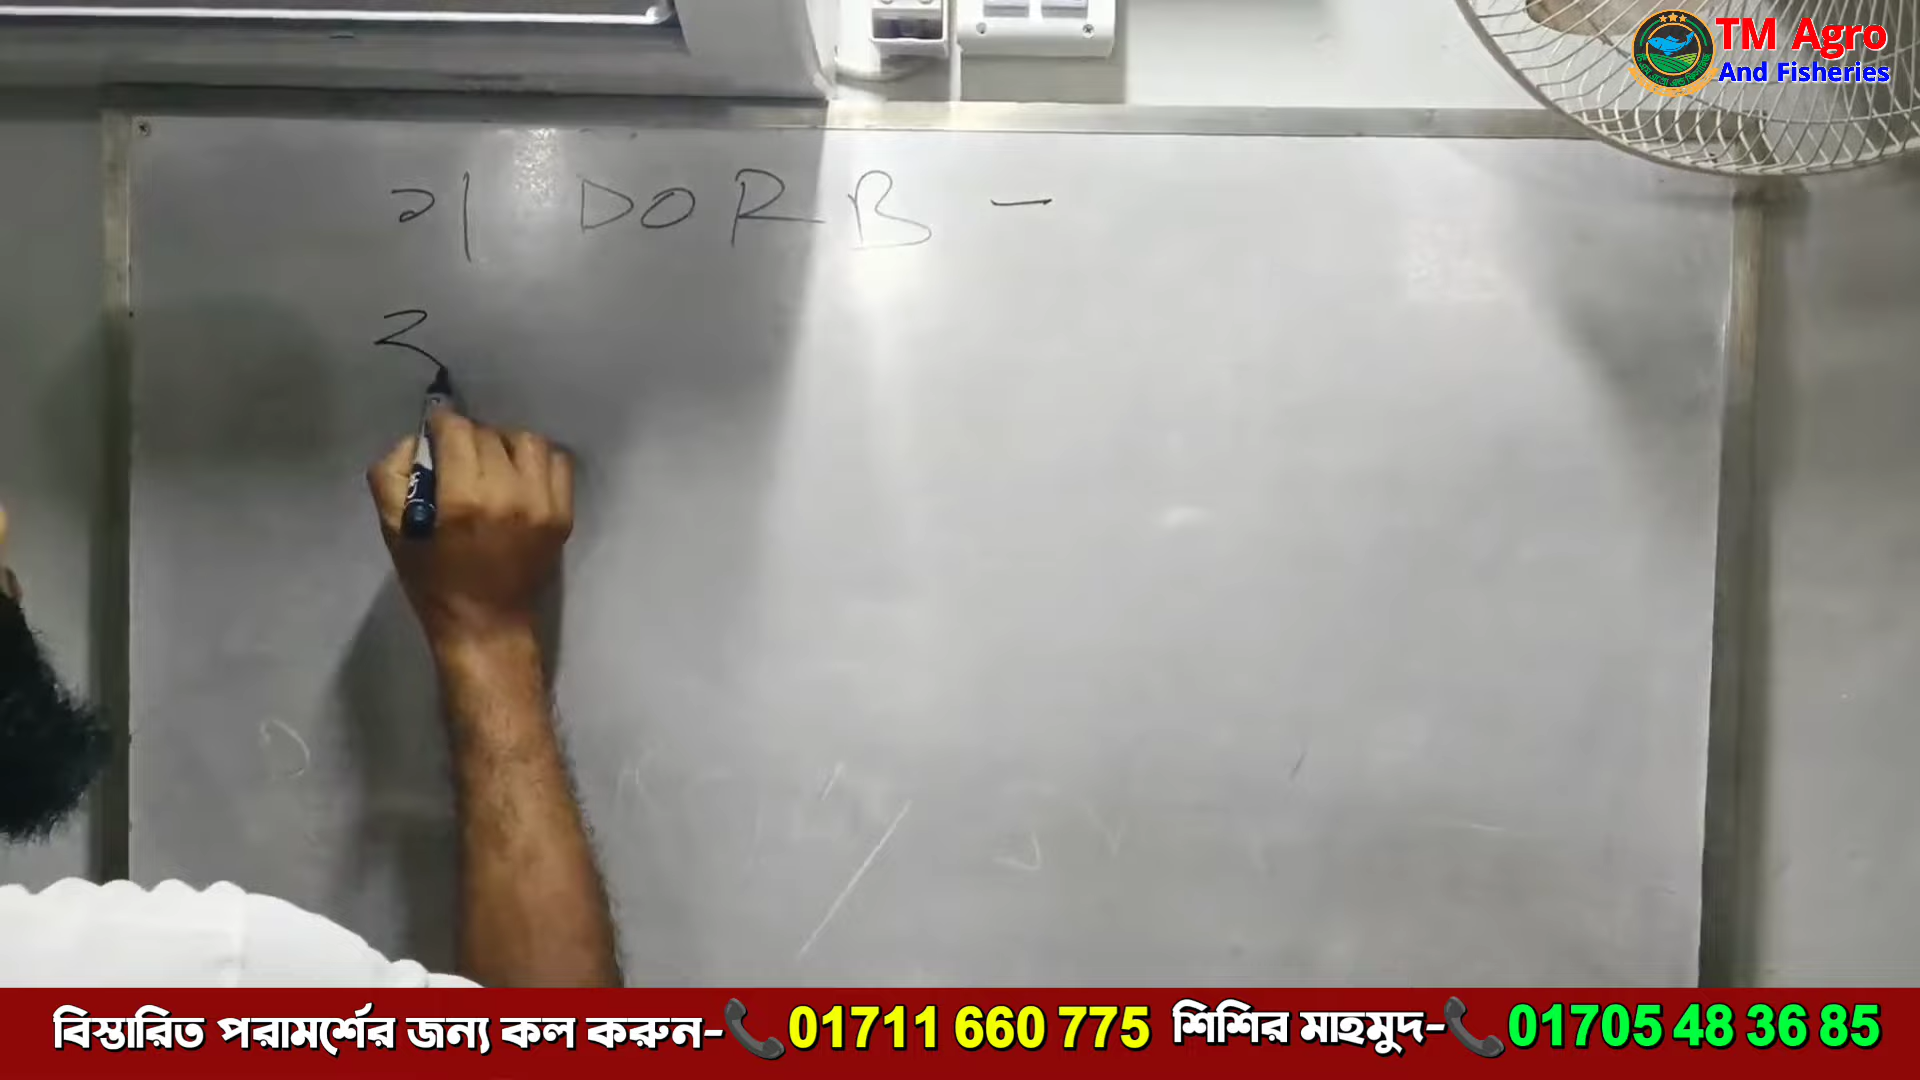 TM Agro
And Fisheries
১। DORB -
২
বিস্তারিত পরামর্শের জন্য কল করুন-📞01711 660 775 শিশির মাহমুদ-📞01705 48 36 85